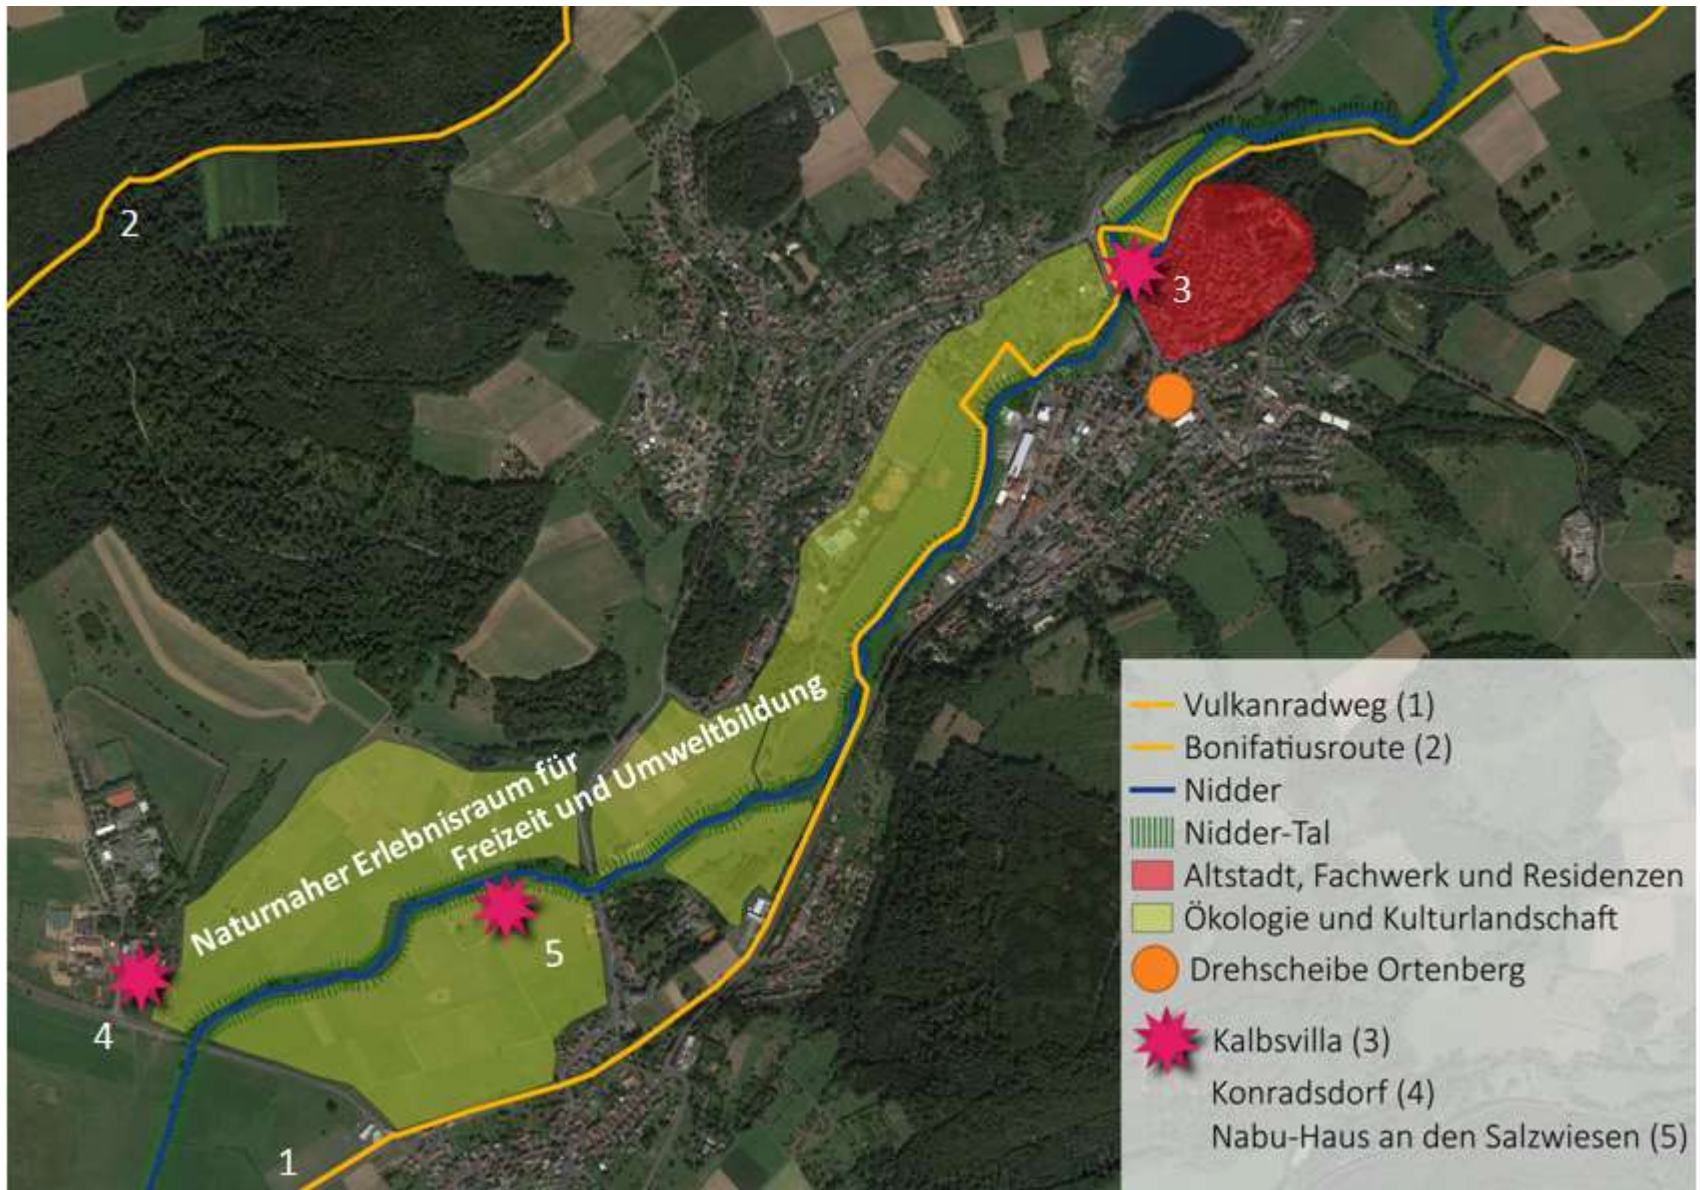 2
3
Naturnaher Erlebnisraum für
Freizeit und Umweltbildung
5
4
1
Vulkanradweg (1)
Bonifatiusroute (2)
Nidder
Nidder-Tal
Altstadt, Fachwerk und Residenzen
Ökologie und Kulturlandschaft
Drehscheibe Ortenberg
Kalbsvilla (3)
Konradsdorf (4)
Nabu-Haus an den Salzwiesen (5)